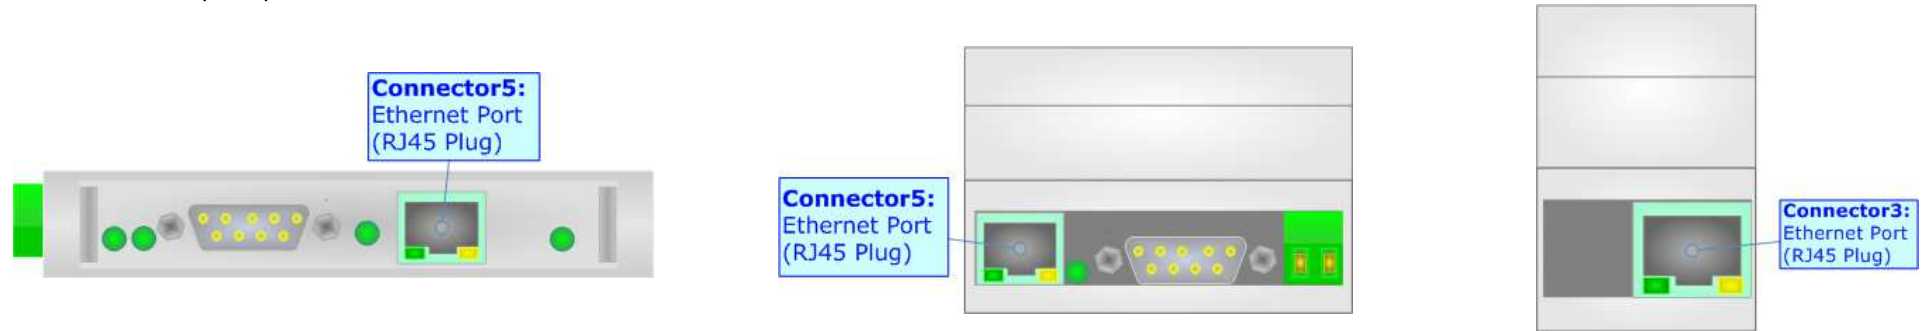 Connector5:
Ethernet Port
(RJ45 Plug)
Connector5:
Ethernet Port
(RJ45 Plug)
Connector3:
Ethernet Port
(RJ45 Plug)